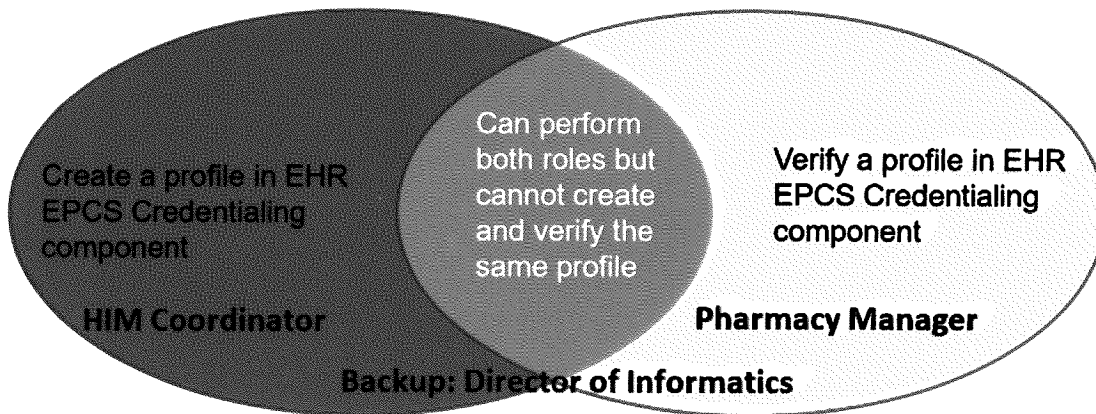 Create a profile in EHR
EPCS Credentialing
component
HIM Coordinator
Can perform
both roles but
cannot create
and verify the
same profile
Verify a profile in EHR
EPCS Credentialing
component
Pharmacy Manager
Backup: Director of Informatics